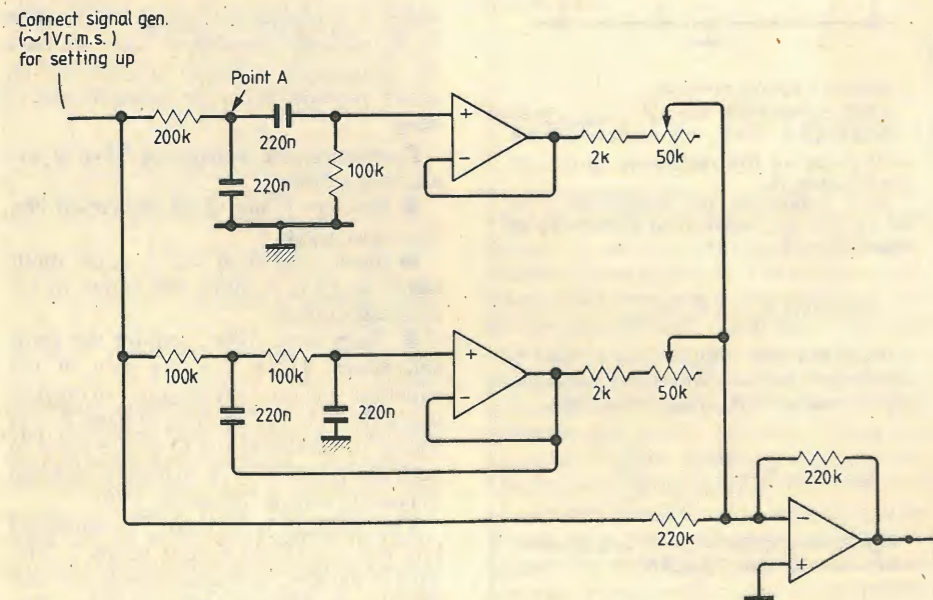 Connect signal gen.
(~1V r.m.s.)
for setting up
Point A
200k
220n
220n
100k
+
−
2k
50k
100k
100k
220n
220n
+
−
2k
50k
220k
220k
−
+